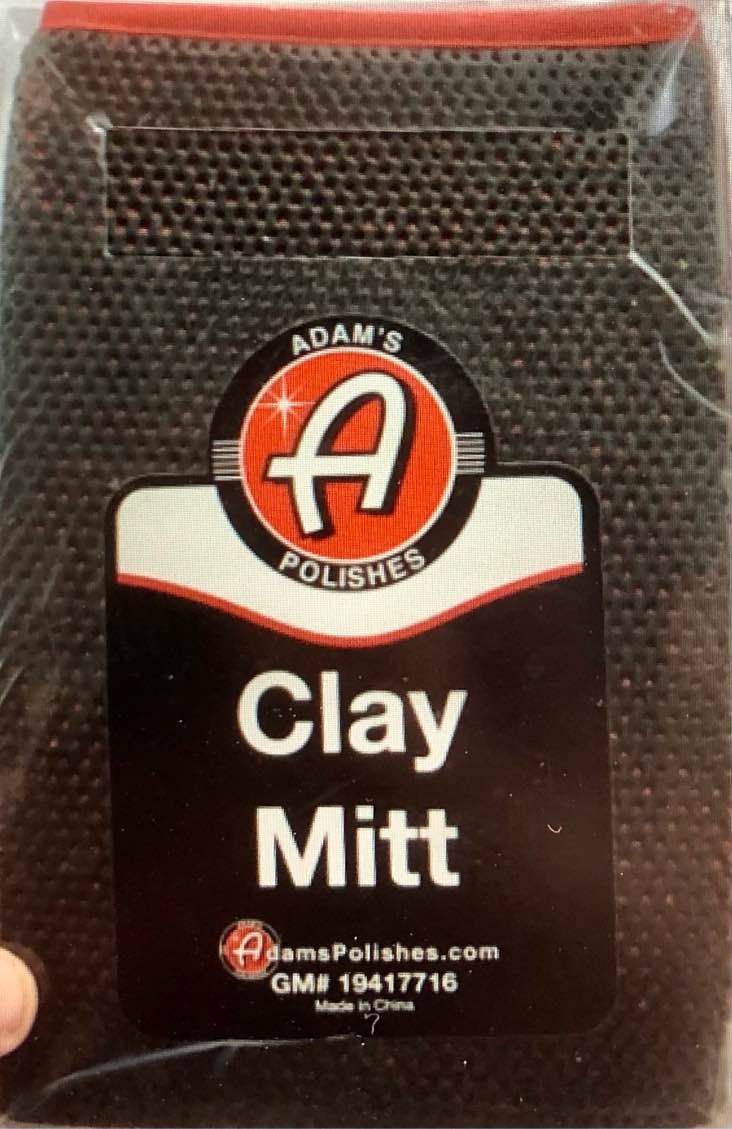 ADAM'S
A
POLISHES
Clay
Mitt
AdamsPolishes.com
GM# 19417716
Made in China